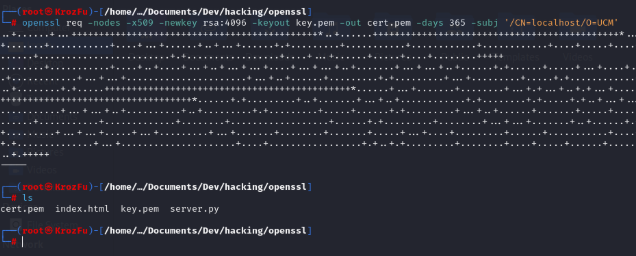 ┌──(root㉿KrozFu)-[/home/…/Documents/Dev/hacking/openssl]
└─# openssl req -nodes -x509 -newkey rsa:4096 -keyout key.pem -out cert.pem -days 365 -subj '/CN=localhost/O=UCM'
-----
┌──(root㉿KrozFu)-[/home/…/Documents/Dev/hacking/openssl]
└─# ls
cert.pem index.html key.pem server.py
┌──(root㉿KrozFu)-[/home/…/Documents/Dev/hacking/openssl]
└─#